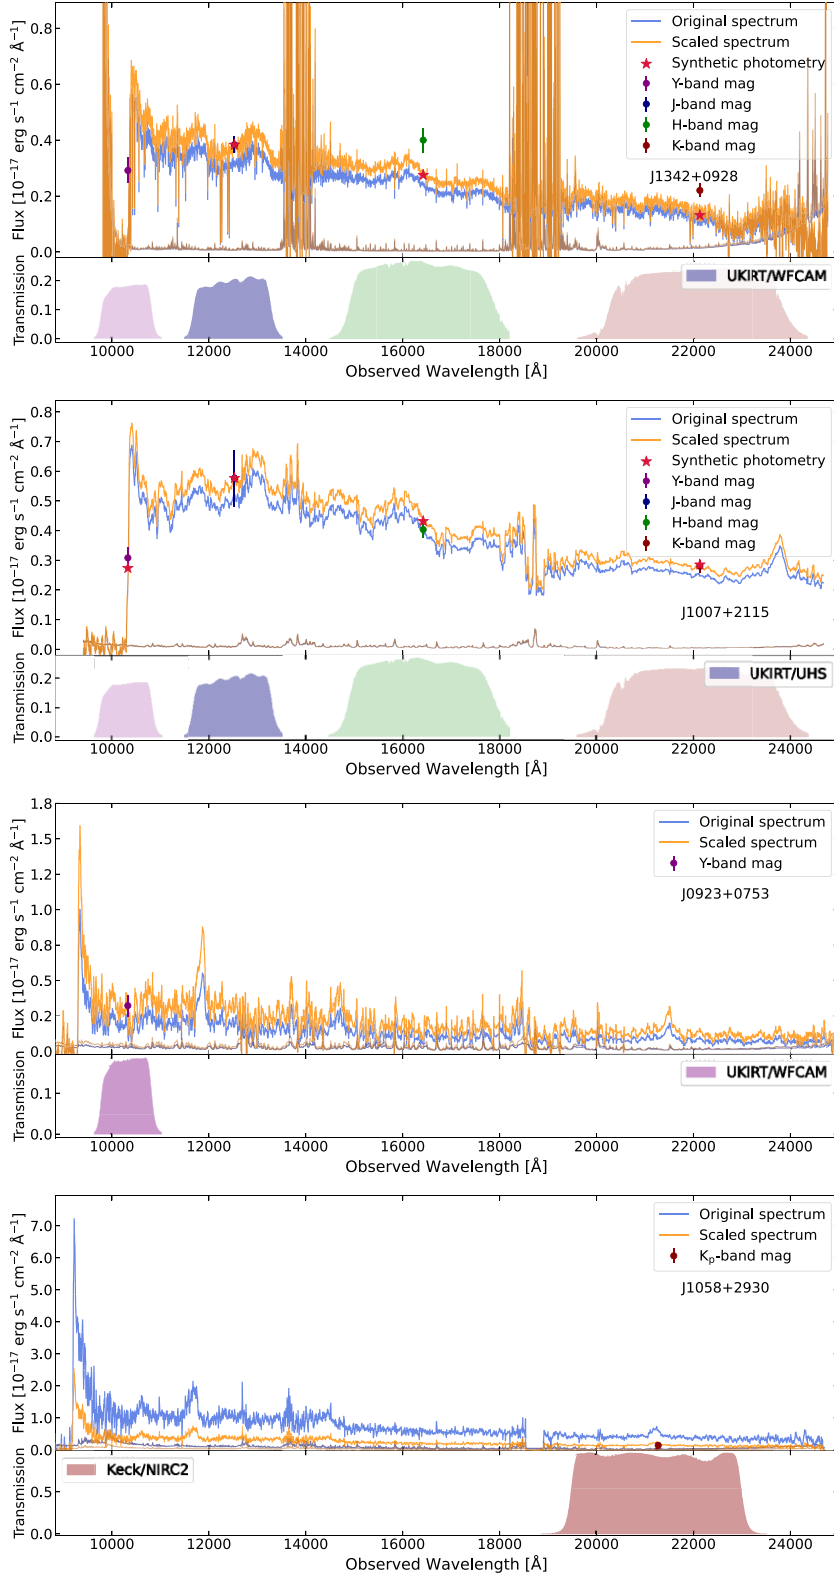 Flux [10⁻¹⁷ erg s⁻¹ cm⁻² Å⁻¹]
0.8
0.6
0.4
0.2
0.0
Original spectrum
Scaled spectrum
Synthetic photometry
Y-band mag
J-band mag
H-band mag
K-band mag
J1342+0928
Transmission
0.2
0.1
0.0
UKIRT/WFCAM
10000 12000 14000 16000 18000 20000 22000 24000
Observed Wavelength [Å]
Flux [10⁻¹⁷ erg s⁻¹ cm⁻² Å⁻¹]
0.8
0.7
0.6
0.5
0.4
0.3
0.2
0.1
0.0
Original spectrum
Scaled spectrum
Synthetic photometry
Y-band mag
J-band mag
H-band mag
K-band mag
J1007+2115
Transmission
0.2
0.1
0.0
UKIRT/UHS
10000 12000 14000 16000 18000 20000 22000 24000
Observed Wavelength [Å]
Flux [10⁻¹⁷ erg s⁻¹ cm⁻² Å⁻¹]
1.8
1.5
1.2
1.0
0.8
0.5
0.2
0.0
Original spectrum
Scaled spectrum
Y-band mag
J0923+0753
Transmission
0.1
0.0
UKIRT/WFCAM
10000 12000 14000 16000 18000 20000 22000 24000
Observed Wavelength [Å]
Flux [10⁻¹⁷ erg s⁻¹ cm⁻² Å⁻¹]
7.0
6.0
5.0
4.0
3.0
2.0
1.0
0.0
Original spectrum
Scaled spectrum
Kₚ-band mag
J1058+2930
Transmission
0.5
0.0
Keck/NIRC2
10000 12000 14000 16000 18000 20000 22000 24000
Observed Wavelength [Å]